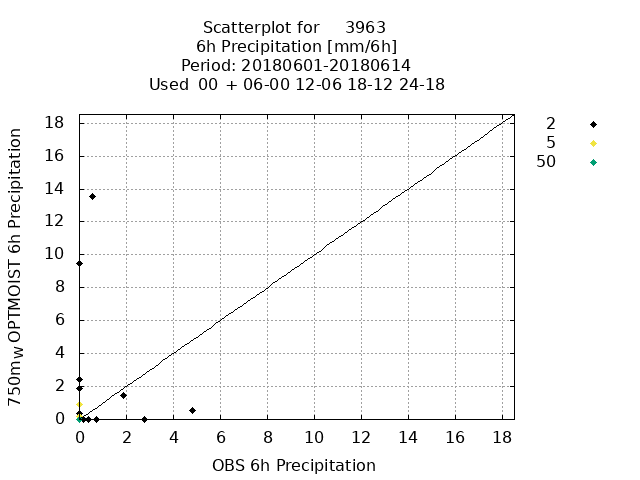 Scatterplot for 3963
6h Precipitation [mm/6h]
Period: 20180601-20180614
Used 00 + 06-00 12-06 18-12 24-18
2
5
50
18
16
14
12
10
8
6
4
2
0
750mw OPTMOIST 6h Precipitation
0 2 4 6 8 10 12 14 16 18
OBS 6h Precipitation